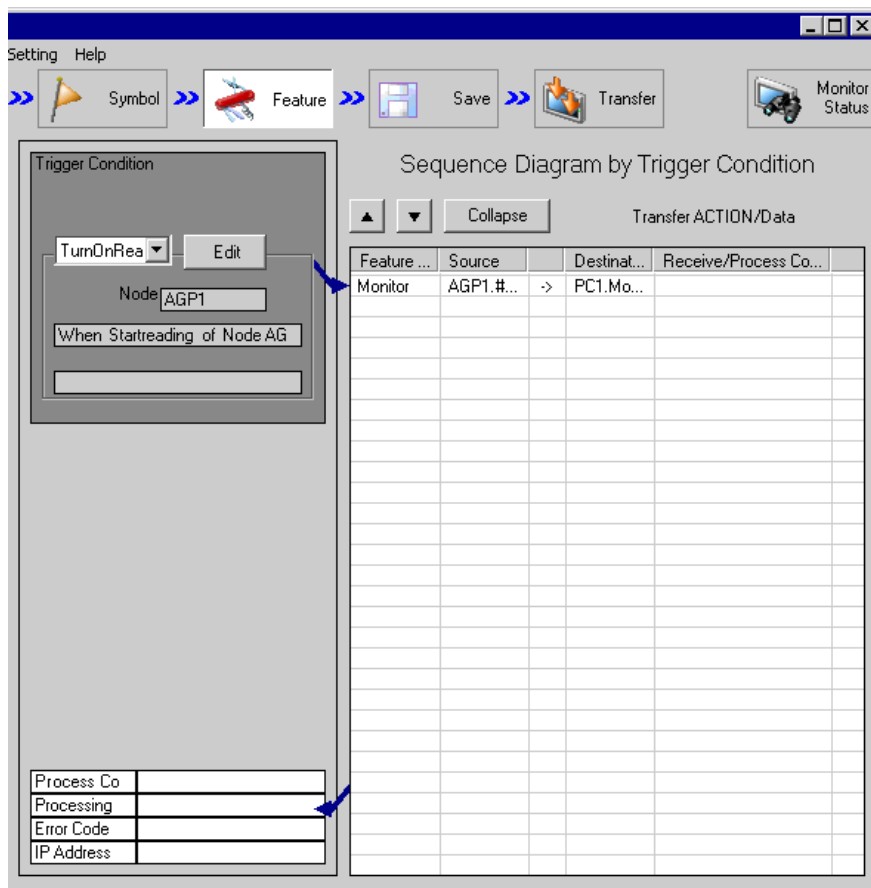 Setting Help
Symbol Feature Save Transfer Monitor Status
Trigger Condition
Sequence Diagram by Trigger Condition
Collapse Transfer ACTION/Data
TurnOnRea Edit
Node AGP1
When Startreading of Node AG
Feature ... Source Destinat... Receive/Process Co...
Monitor AGP1.#... -> PC1.Mo...
Process Co
Processing
Error Code
IP Address